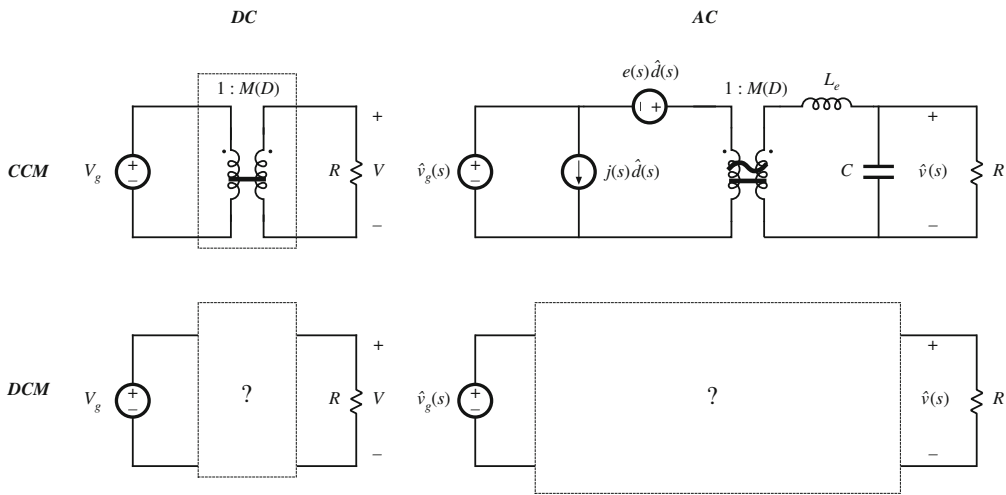 DC
AC
1 : M(D)
+
V_g
+
−
R
V
−
CCM
e(s)d̂(s)
1 : M(D)
L_e
+
v̂_g(s)
+
−
j(s)d̂(s)
C
v̂(s)
R
−
DCM
V_g
+
−
?
+
R
V
−
v̂_g(s)
+
−
?
+
v̂(s)
R
−